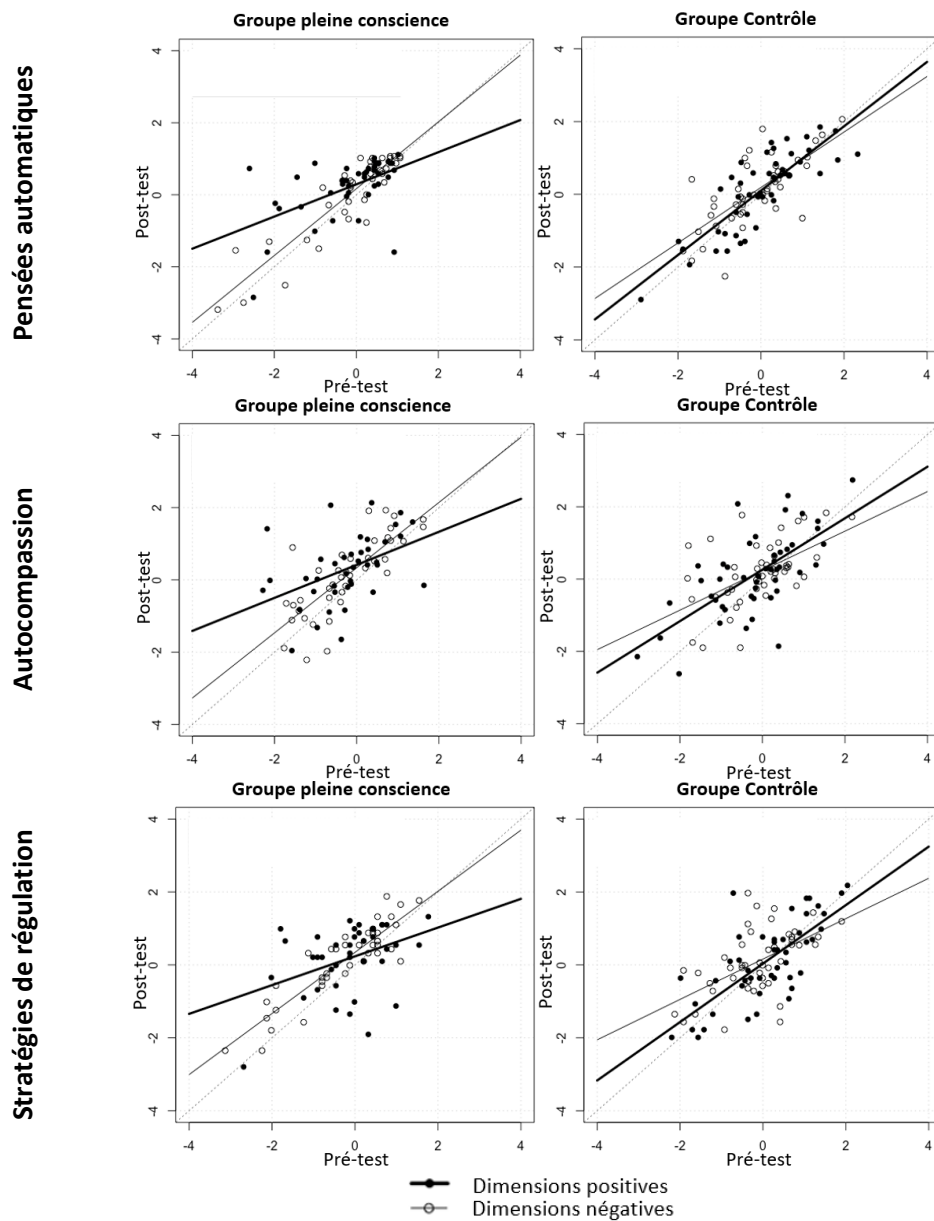 Groupe pleine conscience
Groupe Contrôle
Pensées automatiques
Post-test
4
2
0
-2
-4
-4
-2
0
2
4
Pré-test
Post-test
4
2
0
-2
-4
-4
-2
0
2
4
Pré-test
Groupe pleine conscience
Groupe Contrôle
Autocompassion
Post-test
4
2
0
-2
-4
-4
-2
0
2
4
Pré-test
Post-test
4
2
0
-2
-4
-4
-2
0
2
4
Pré-test
Groupe pleine conscience
Groupe Contrôle
Stratégies de régulation
Post-test
4
2
0
-2
-4
-4
-2
0
2
4
Pré-test
Post-test
4
2
0
-2
-4
-4
-2
0
2
4
Pré-test
Dimensions positives
Dimensions négatives